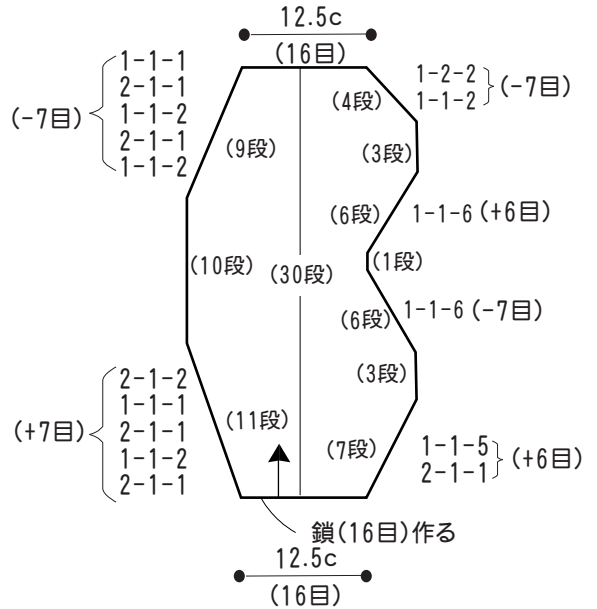 12.5c
(16目)
1-1-1
2-1-1
1-1-2
2-1-1
1-1-2
(-7目)
1-2-2
1-1-2
(-7目)
(4段)
(9段)
(3段)
(6段)
1-1-6 (+6目)
(10段)
(30段)
(1段)
(6段)
1-1-6 (-7目)
(3段)
2-1-2
1-1-1
2-1-1
1-1-2
2-1-1
(+7目)
(11段)
(7段)
1-1-5
2-1-1
(+6目)
鎖(16目)作る
12.5c
(16目)